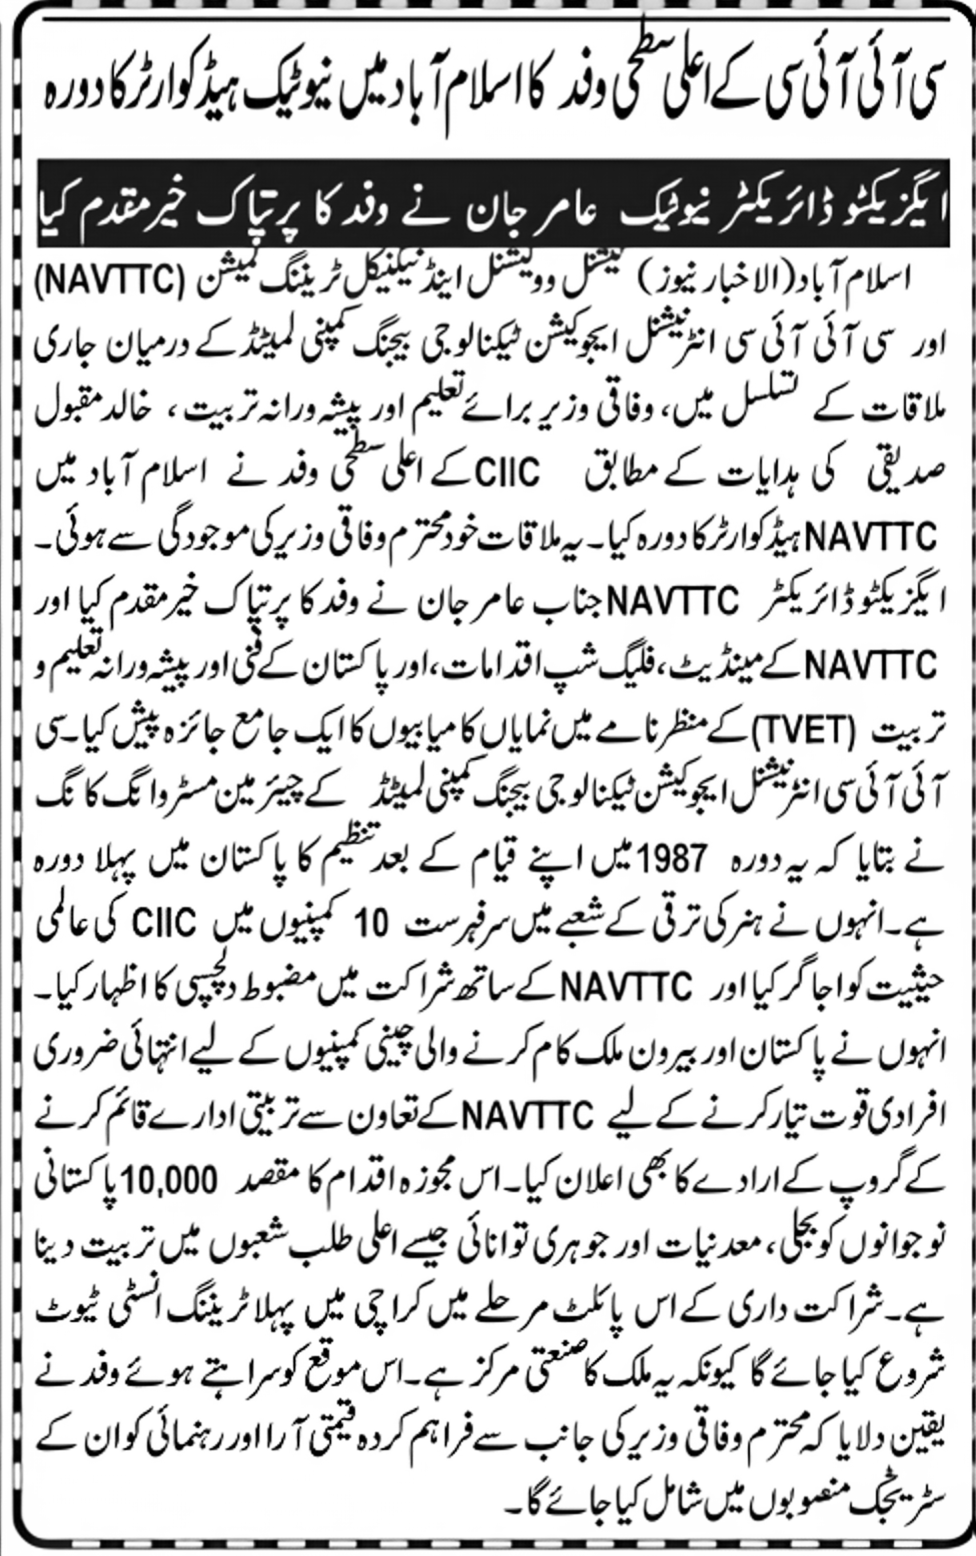 سی آئی آئی سی کے اعلی سطحی وفد کا اسلام آباد میں نیوٹیک ہیڈکوارٹر کا دورہ
ایگزیکٹو ڈائریکٹر نیوٹیک عامر جان نے وفد کا پرتپاک خیرمقدم کیا
اسلام آباد (الاخبار نیوز) نیشنل ووکیشنل اینڈ ٹیکنیکل ٹریننگ کمیشن (NAVTTC)
اور سی آئی آئی سی انٹرنیشنل ایجوکیشن ٹیکنالوجی بیجنگ کمپنی لمیٹڈ کے درمیان جاری
ملاقات کے تسلسل میں، وفاقی وزیر برائے تعلیم اور پیشہ ورانہ تربیت، خالد مقبول
صدیقی کی ہدایات کے مطابق CIIC کے اعلی سطحی وفد نے اسلام آباد میں
NAVTTC ہیڈ کوارٹر کا دورہ کیا۔ یہ ملاقات خود محترم وفاقی وزیر کی موجودگی سے ہوئی۔
ایگزیکٹو ڈائریکٹر NAVTTC جناب عامر جان نے وفد کا پرتپاک خیرمقدم کیا اور
NAVTTC کے مینڈیٹ، فلیگ شپ اقدامات، اور پاکستان کے فنی اور پیشہ ورانہ تعلیم و
تربیت (TVET) کے منظر نامے میں نمایاں کامیابیوں کا ایک جامع جائزہ پیش کیا۔ سی
آئی آئی سی انٹرنیشنل ایجوکیشن ٹیکنالوجی بیجنگ کمپنی لمیٹڈ کے چیئرمین مسٹر وانگ کانگ
نے بتایا کہ یہ دورہ 1987 میں اپنے قیام کے بعد تنظیم کا پاکستان میں پہلا دورہ
ہے۔ انہوں نے ہنر کی ترقی کے شعبے میں سرفہرست 10 کمپنیوں میں CIIC کی عالمی
حیثیت کو اجاگر کیا اور NAVTTC کے ساتھ شراکت میں مضبوط دلچسپی کا اظہار کیا۔
انہوں نے پاکستان اور بیرون ملک کام کرنے والی چینی کمپنیوں کے لیے انتہائی ضروری
افرادی قوت تیار کرنے کے لیے NAVTTC کے تعاون سے تربیتی ادارے قائم کرنے
کے گروپ کے ارادے کا بھی اعلان کیا۔ اس مجوزہ اقدام کا مقصد 10,000 پاکستانی
نوجوانوں کو بجلی، معدنیات اور جوہری توانائی جیسے اعلی طلب شعبوں میں تربیت دینا
ہے۔ شراکت داری کے اس پائلٹ مرحلے میں کراچی میں پہلا ٹریننگ انسٹی ٹیوٹ
شروع کیا جائے گا کیونکہ یہ ملک کا صنعتی مرکز ہے۔ اس موقع کو سراہتے ہوئے وفد نے
یقین دلایا کہ محترم وفاقی وزیر کی جانب سے فراہم کردہ قیمتی آرا اور رہنمائی کو ان کے
سٹریٹجک منصوبوں میں شامل کیا جائے گا۔